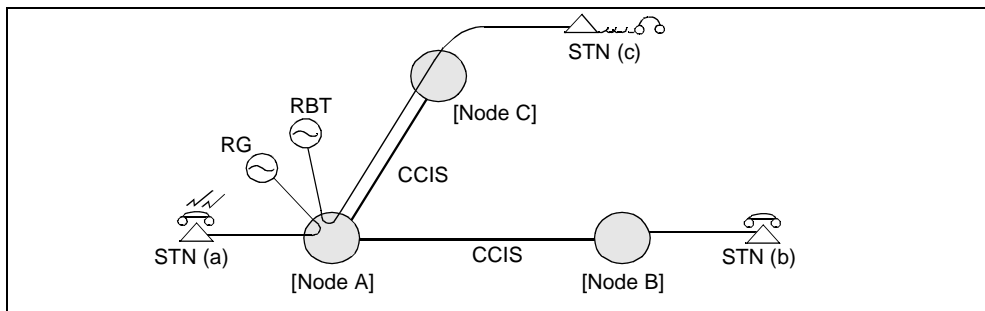 STN (c)
[Node C]
RBT
RG
CCIS
STN (a)
[Node A]
CCIS
[Node B]
STN (b)